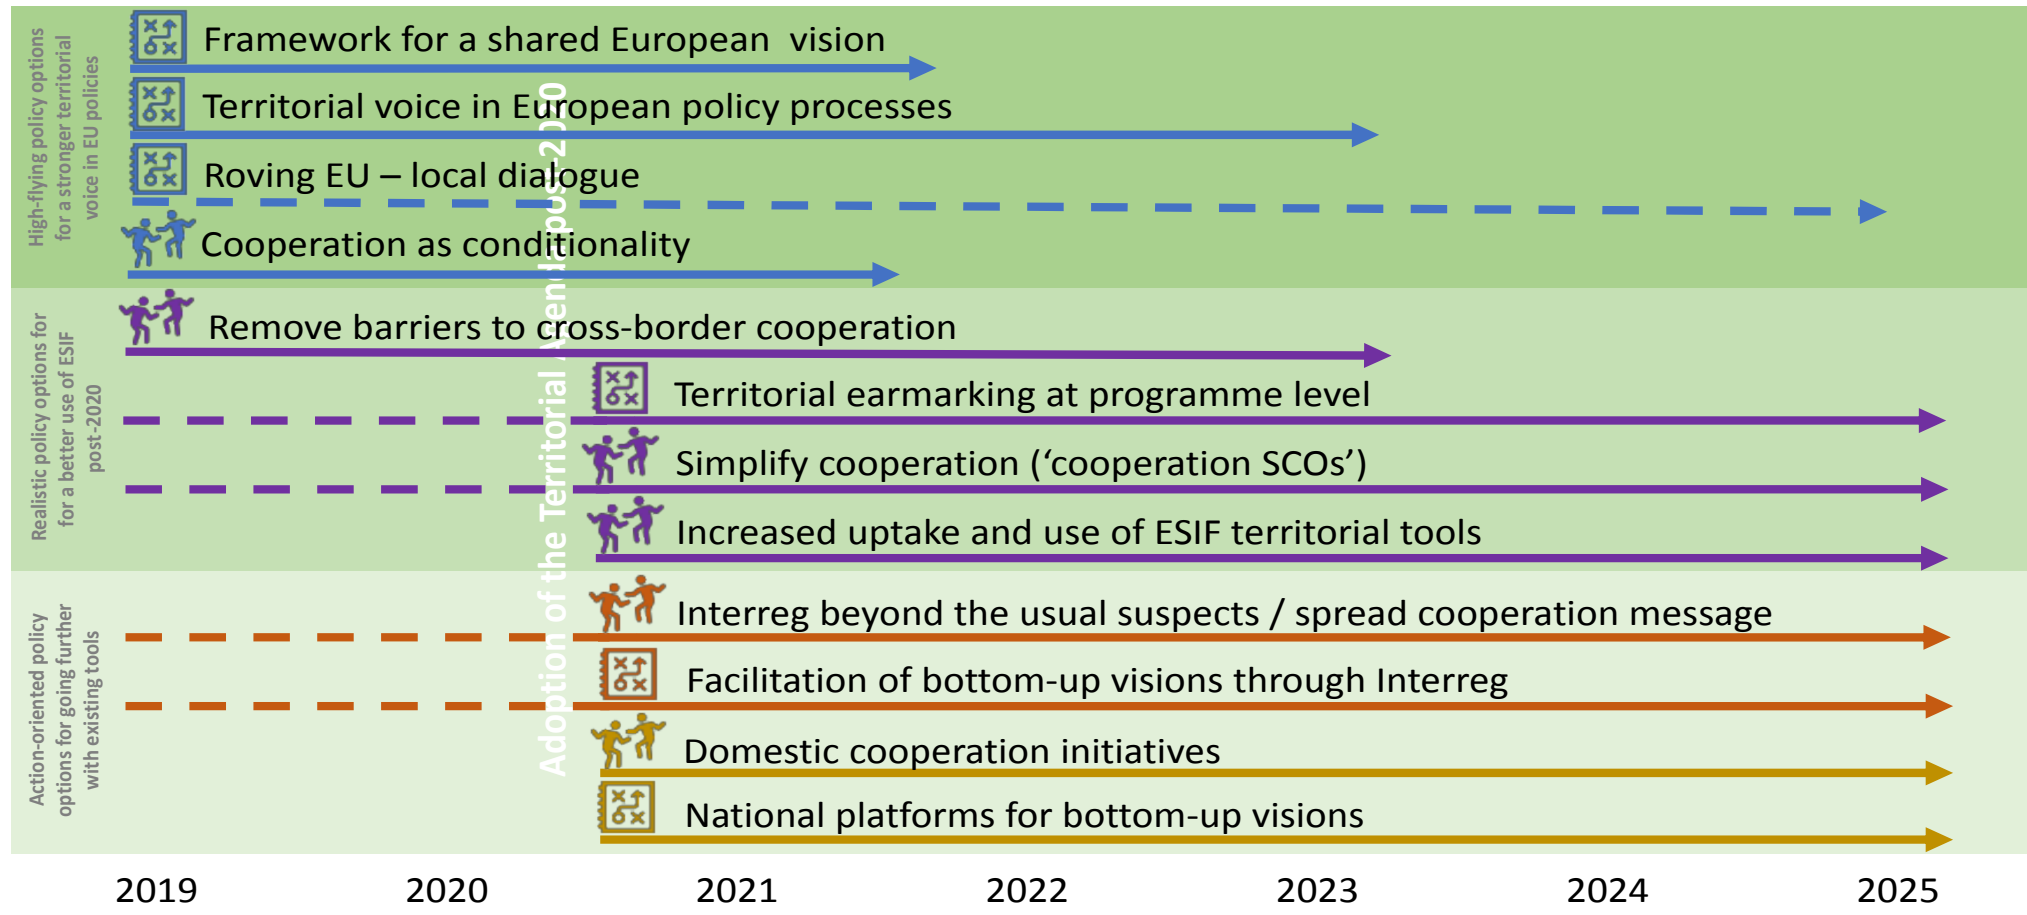 High-flying policy options
for a stronger territorial
voice in EU policies
Framework for a shared European vision
Territorial voice in European policy processes
Roving EU – local dialogue
Cooperation as conditionality
Realistic policy options for
for a better use of ESIF
post-2020
Remove barriers to cross-border cooperation
Territorial earmarking at programme level
Simplify cooperation (‘cooperation SCOs’)
Increased uptake and use of ESIF territorial tools
Action-oriented policy
options for going further
with existing tools
Interreg beyond the usual suspects / spread cooperation message
Facilitation of bottom-up visions through Interreg
Domestic cooperation initiatives
National platforms for bottom-up visions
Adoption of the Territorial Agenda post-2020
2019 2020 2021 2022 2023 2024 2025